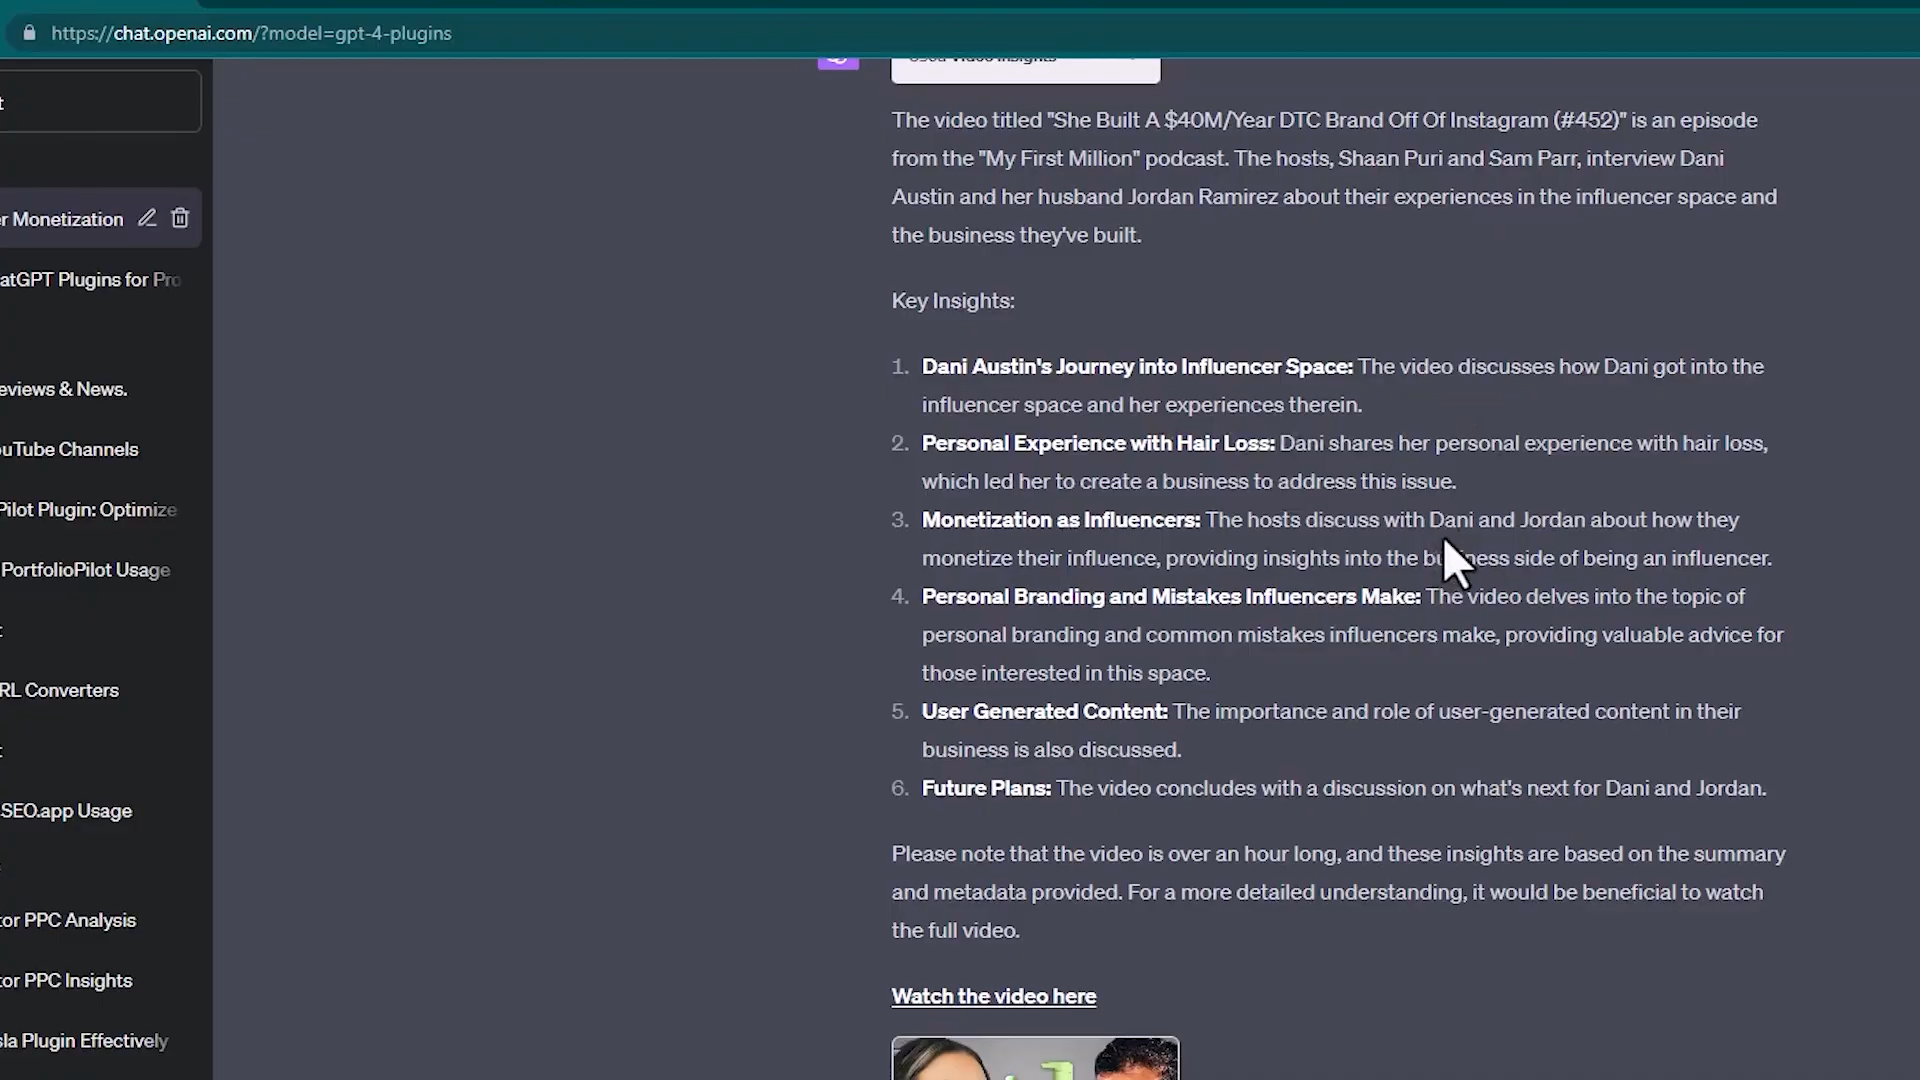 https://chat.openai.com/?model=gpt-4-plugins
t
r Monetization
atGPT Plugins for Pro
eviews & News.
ouTube Channels
Pilot Plugin: Optimize
PortfolioPilot Usage
t
RL Converters
t
SEO.app Usage
tor PPC Analysis
tor PPC Insights
sla Plugin Effectively
Used Video Insights
The video titled "She Built A $40M/Year DTC Brand Off Of Instagram (#452)" is an episode
from the "My First Million" podcast. The hosts, Shaan Puri and Sam Parr, interview Dani
Austin and her husband Jordan Ramirez about their experiences in the influencer space and
the business they've built.
Key Insights:
1. Dani Austin's Journey into Influencer Space: The video discusses how Dani got into the
influencer space and her experiences therein.
2. Personal Experience with Hair Loss: Dani shares her personal experience with hair loss,
which led her to create a business to address this issue.
3. Monetization as Influencers: The hosts discuss with Dani and Jordan about how they
monetize their influence, providing insights into the business side of being an influencer.
4. Personal Branding and Mistakes Influencers Make: The video delves into the topic of
personal branding and common mistakes influencers make, providing valuable advice for
those interested in this space.
5. User Generated Content: The importance and role of user-generated content in their
business is also discussed.
6. Future Plans: The video concludes with a discussion on what's next for Dani and Jordan.
Please note that the video is over an hour long, and these insights are based on the summary
and metadata provided. For a more detailed understanding, it would be beneficial to watch
the full video.
Watch the video here